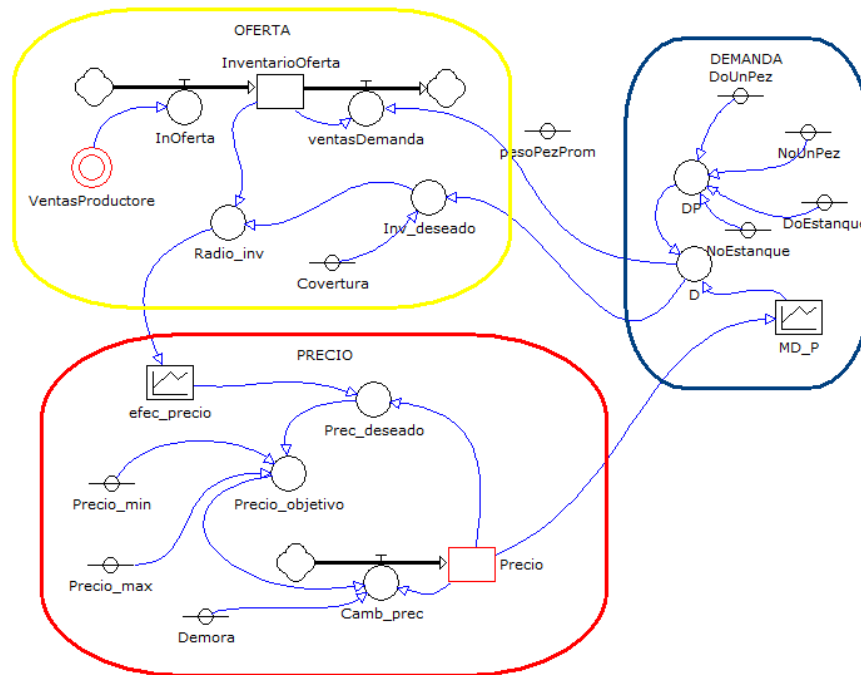 OFERTA
InventarioOferta
InOferta
ventasDemanda
VentasProductore
Radio_inv
Inv_deseado
Covertura
pesoPezProm
DEMANDA
DoUnPez
NoUnPez
DP
DoEstanque
NoEstanque
D
MD_P
PRECIO
efec_precio
Prec_deseado
Precio_min
Precio_objetivo
Precio_max
Precio
Camb_prec
Demora